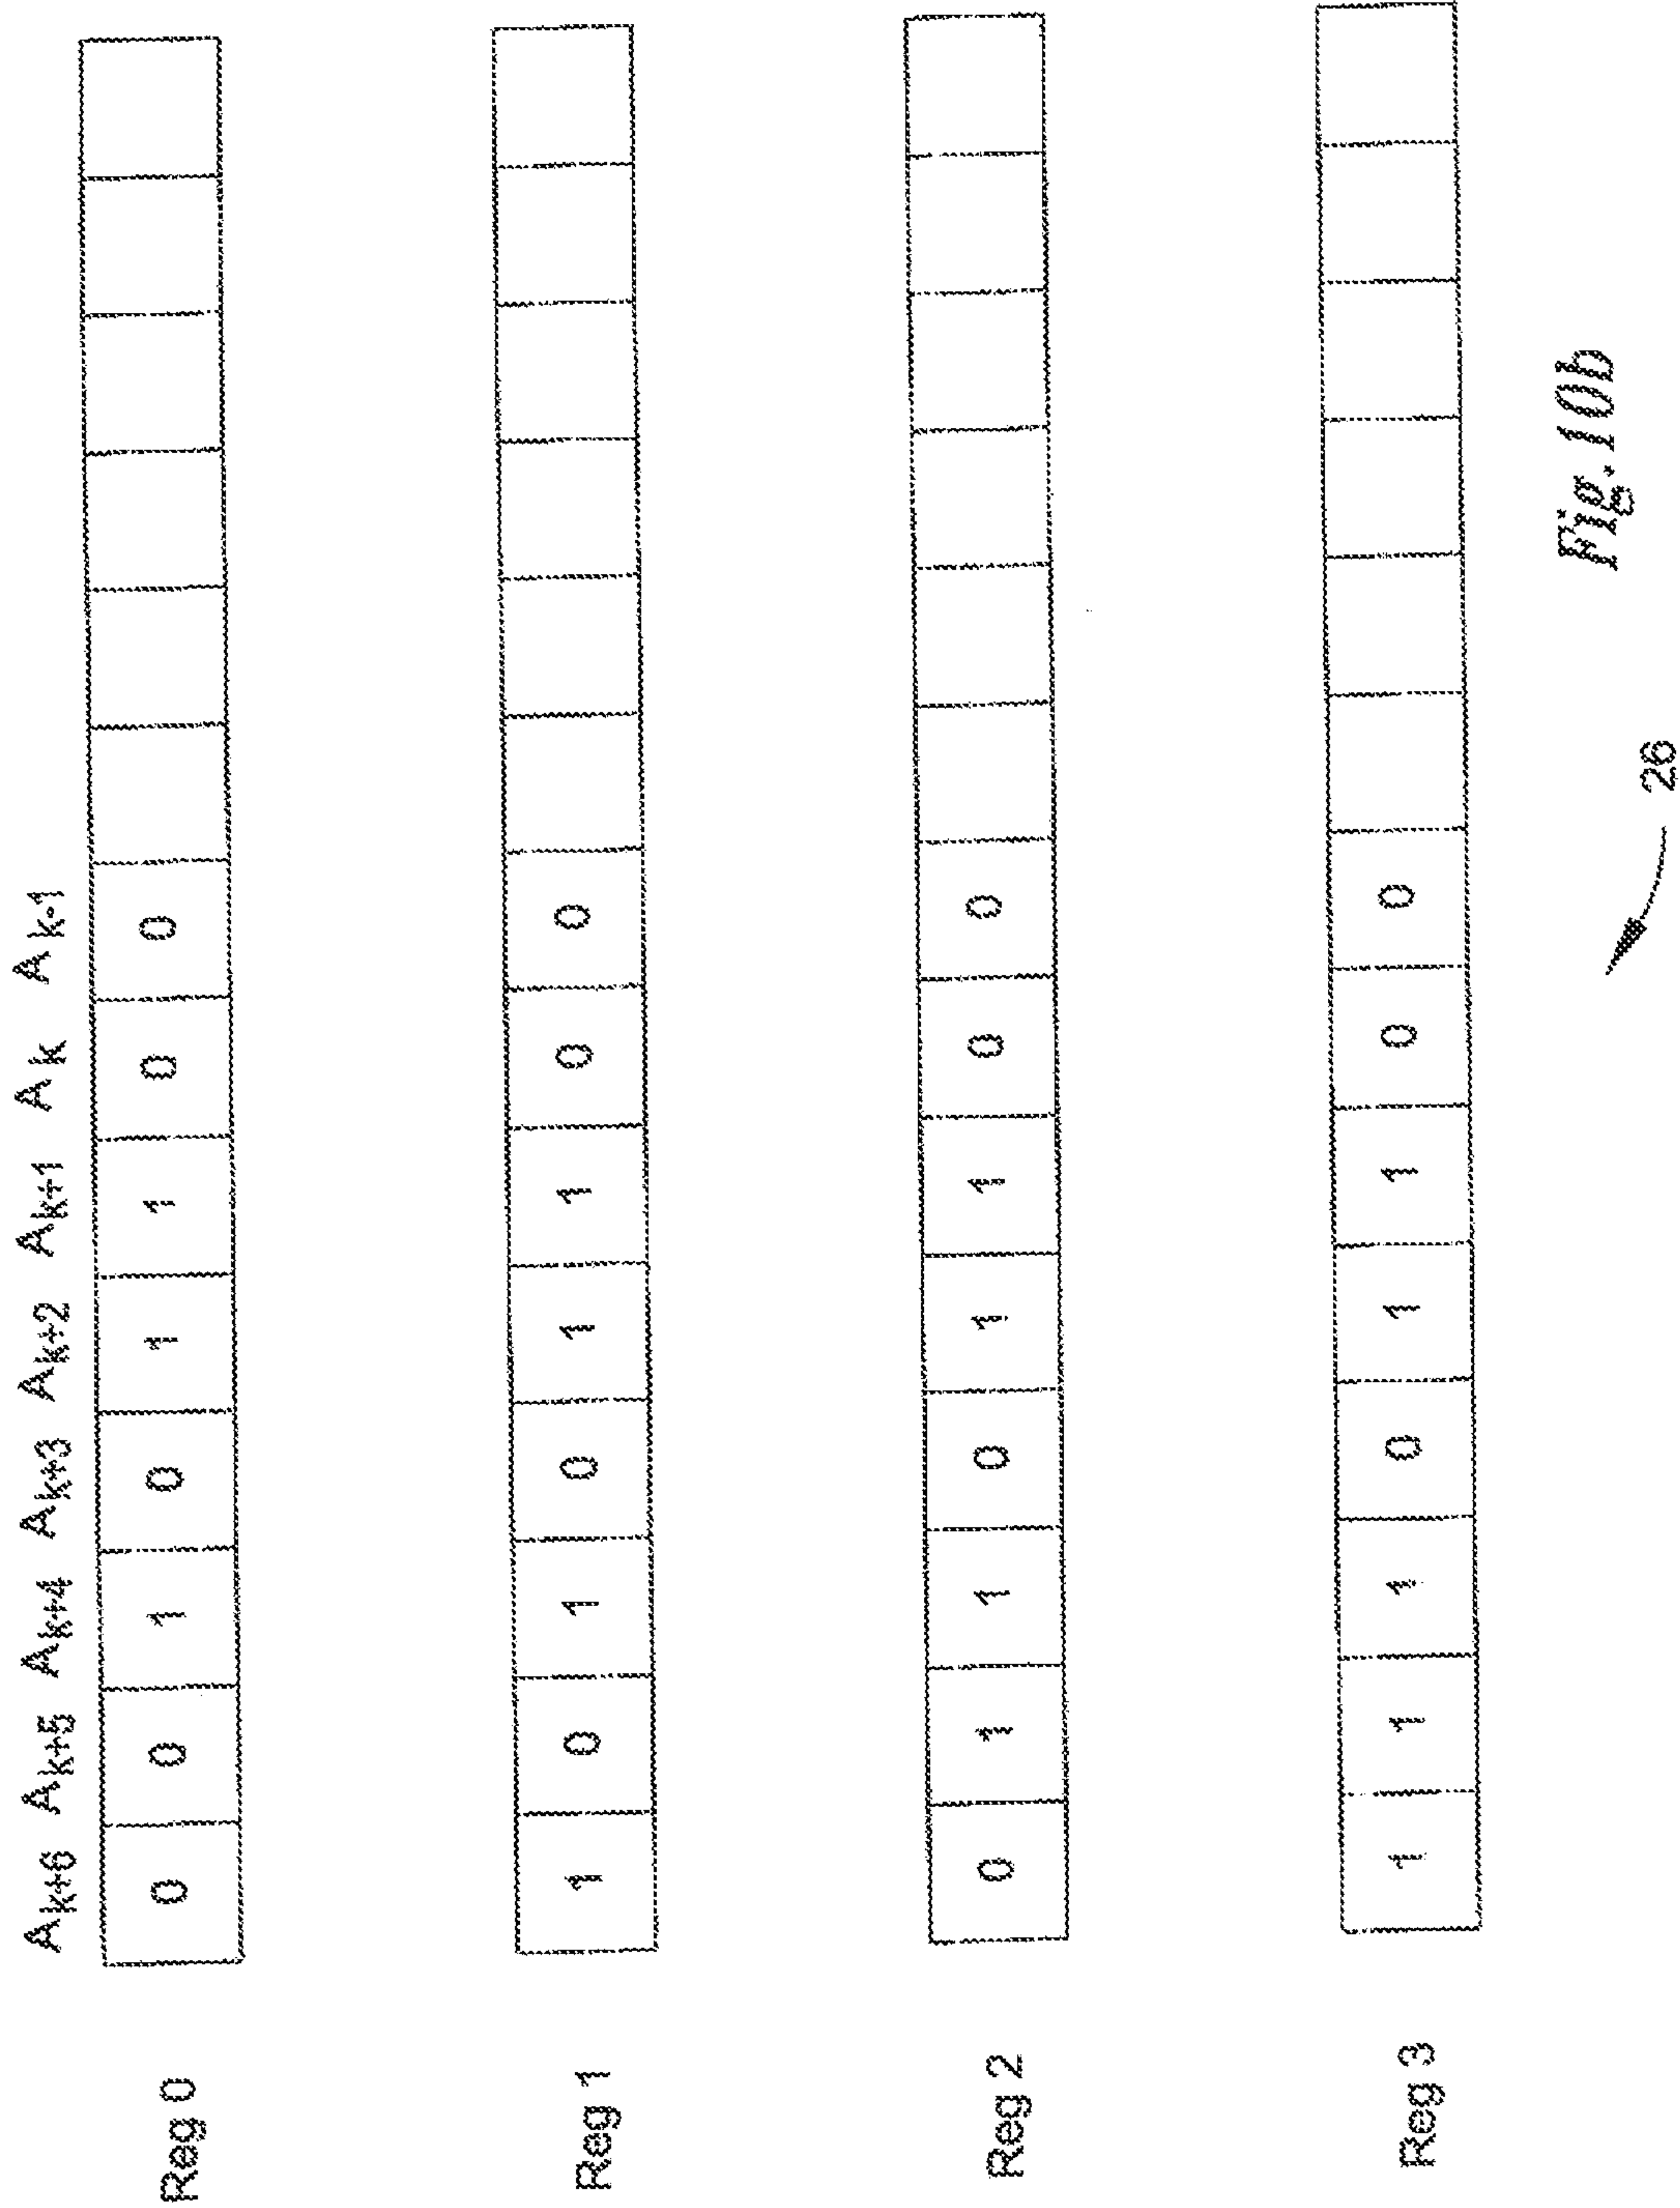 A k+6 A k+5 A k+4 A k+3 A k+2 A k+1 A k A k-1
Reg 0 0 0 1 0 1 1 0 0
Reg 1 1 0 1 0 1 1 0 0
Reg 2 0 1 1 0 1 1 0 0
Reg 3 1 1 1 0 1 1 0 0
26
Fig. 10b